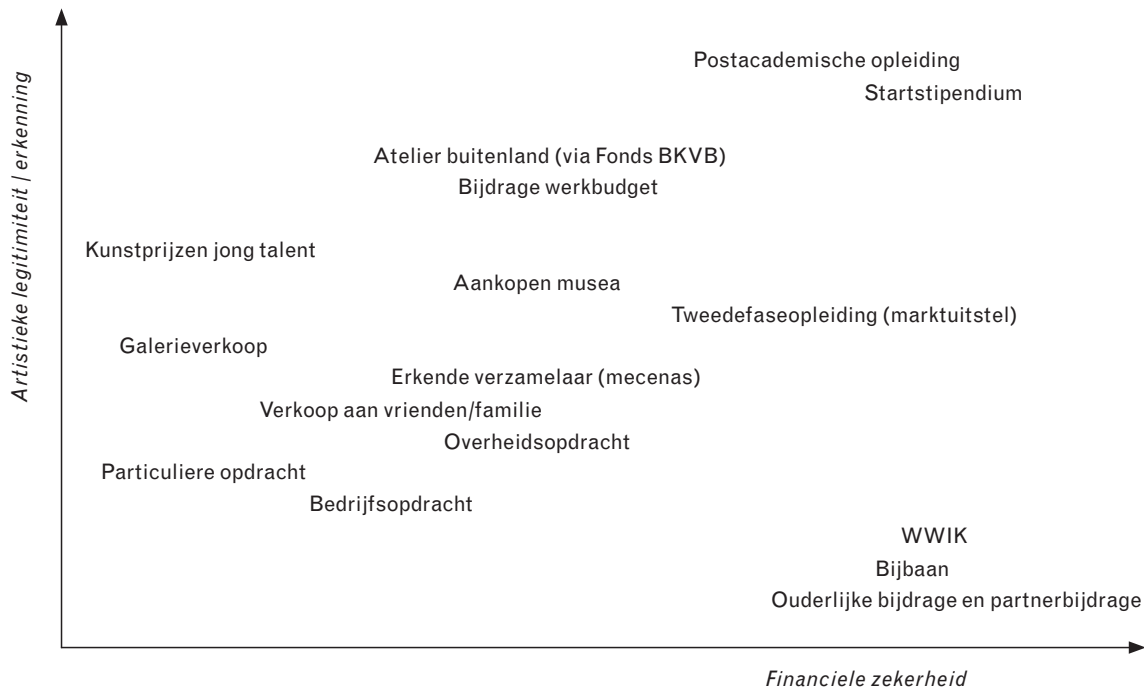 Artistieke legitimiteit | erkenning
Postacademische opleiding
Startstipendium
Atelier buitenland (via Fonds BKVB)
Bijdrage werkbudget
Kunstprijzen jong talent
Aankopen musea
Tweedefaseopleiding (marktuitstel)
Galerieverkoop
Erkende verzamelaar (mecenas)
Verkoop aan vrienden/familie
Overheidsopdracht
Particuliere opdracht
Bedrijfsopdracht
WWIK
Bijbaan
Ouderlijke bijdrage en partnerbijdrage
Financiele zekerheid